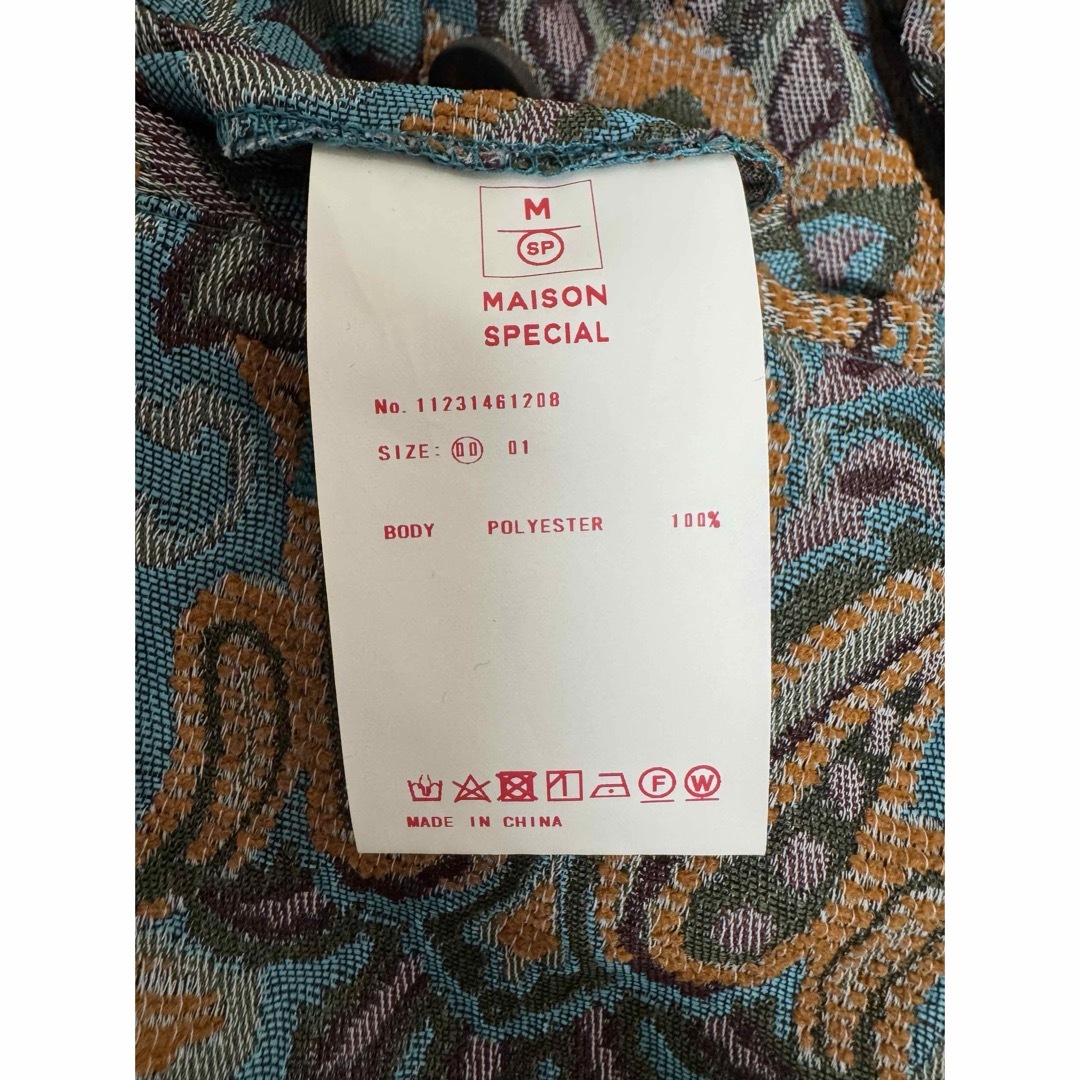 M
SP
MAISON
SPECIAL
No. 11231461208
SIZE: 00 01
BODY POLYESTER 100%
F W
MADE IN CHINA